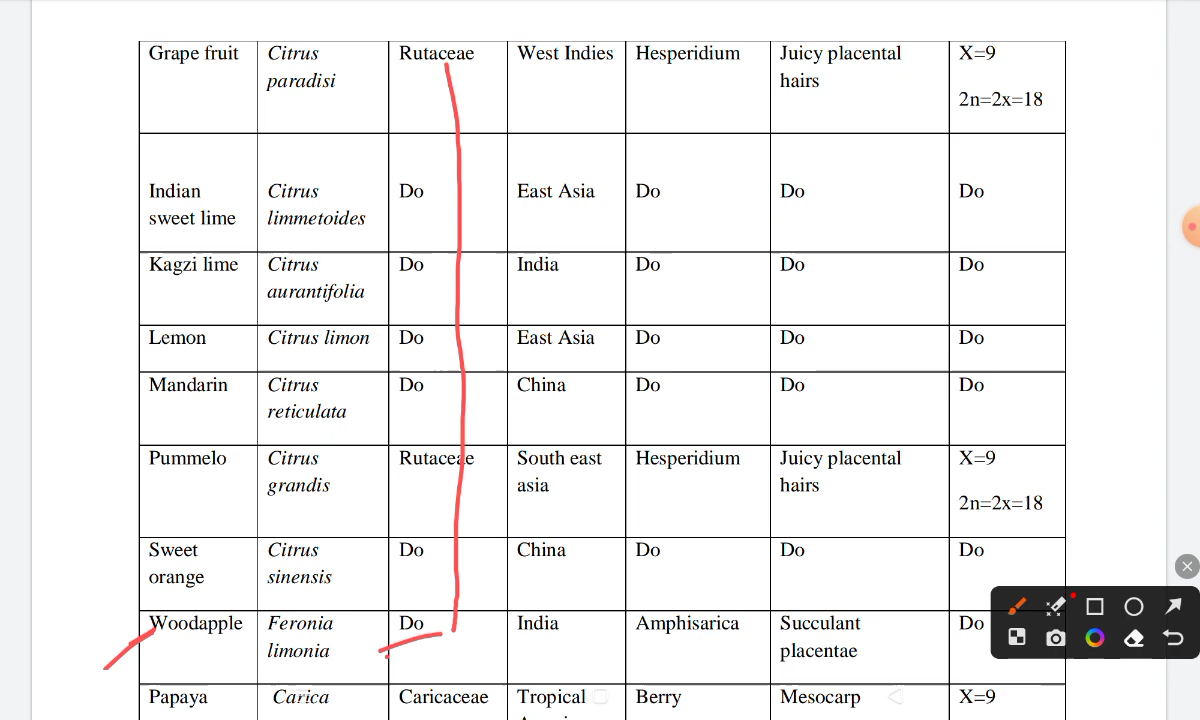 Grape fruit Citrus paradisi Rutaceae West Indies Hesperidium Juicy placental hairs X=9 2n=2x=18
Indian sweet lime Citrus limmetoides Do East Asia Do Do Do
Kagzi lime Citrus aurantifolia Do India Do Do Do
Lemon Citrus limon Do East Asia Do Do Do
Mandarin Citrus reticulata Do China Do Do Do
Pummelo Citrus grandis Rutaceae South east asia Hesperidium Juicy placental hairs X=9 2n=2x=18
Sweet orange Citrus sinensis Do China Do Do Do
Woodapple Feronia limonia Do India Amphisarica Succulant placentae Do
Papaya Carica Caricaceae Tropical Berry Mesocarp X=9